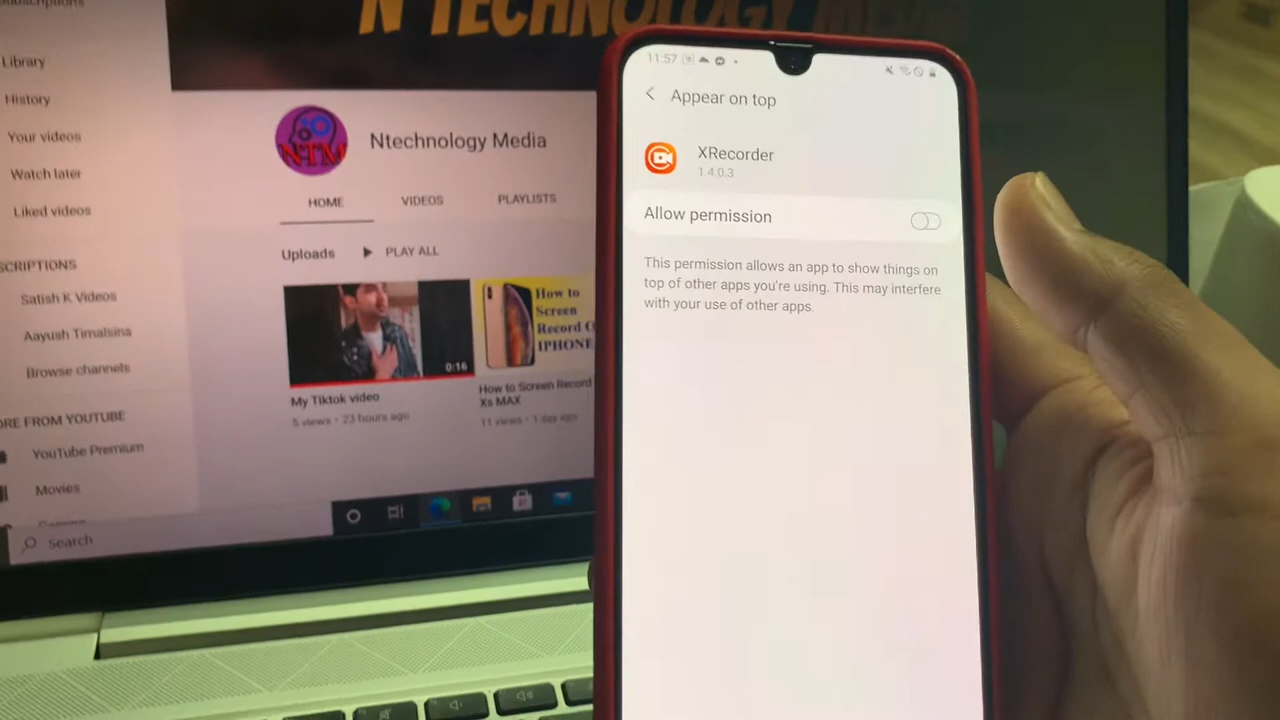 N TECHNOLOGY MEDIA
Library
History
Your videos
Watch later
Liked videos
SCRIPTIONS
Satish K Videos
Aayush Timalsina
Browse channels
ORE FROM YOUTUBE
YouTube Premium
Movies
Search
NTM
Ntechnology Media
HOME
VIDEOS
PLAYLISTS
Uploads
PLAY ALL
0:16
My Tiktok video
5 views • 23 hours ago
How to
Screen
Record O
IPHONE
How to Screen Record
Xs MAX
11 views • 1 day ago
11:57
Appear on top
XRecorder
1.4.0.3
Allow permission
This permission allows an app to show things on
top of other apps you're using. This may interfere
with your use of other apps.